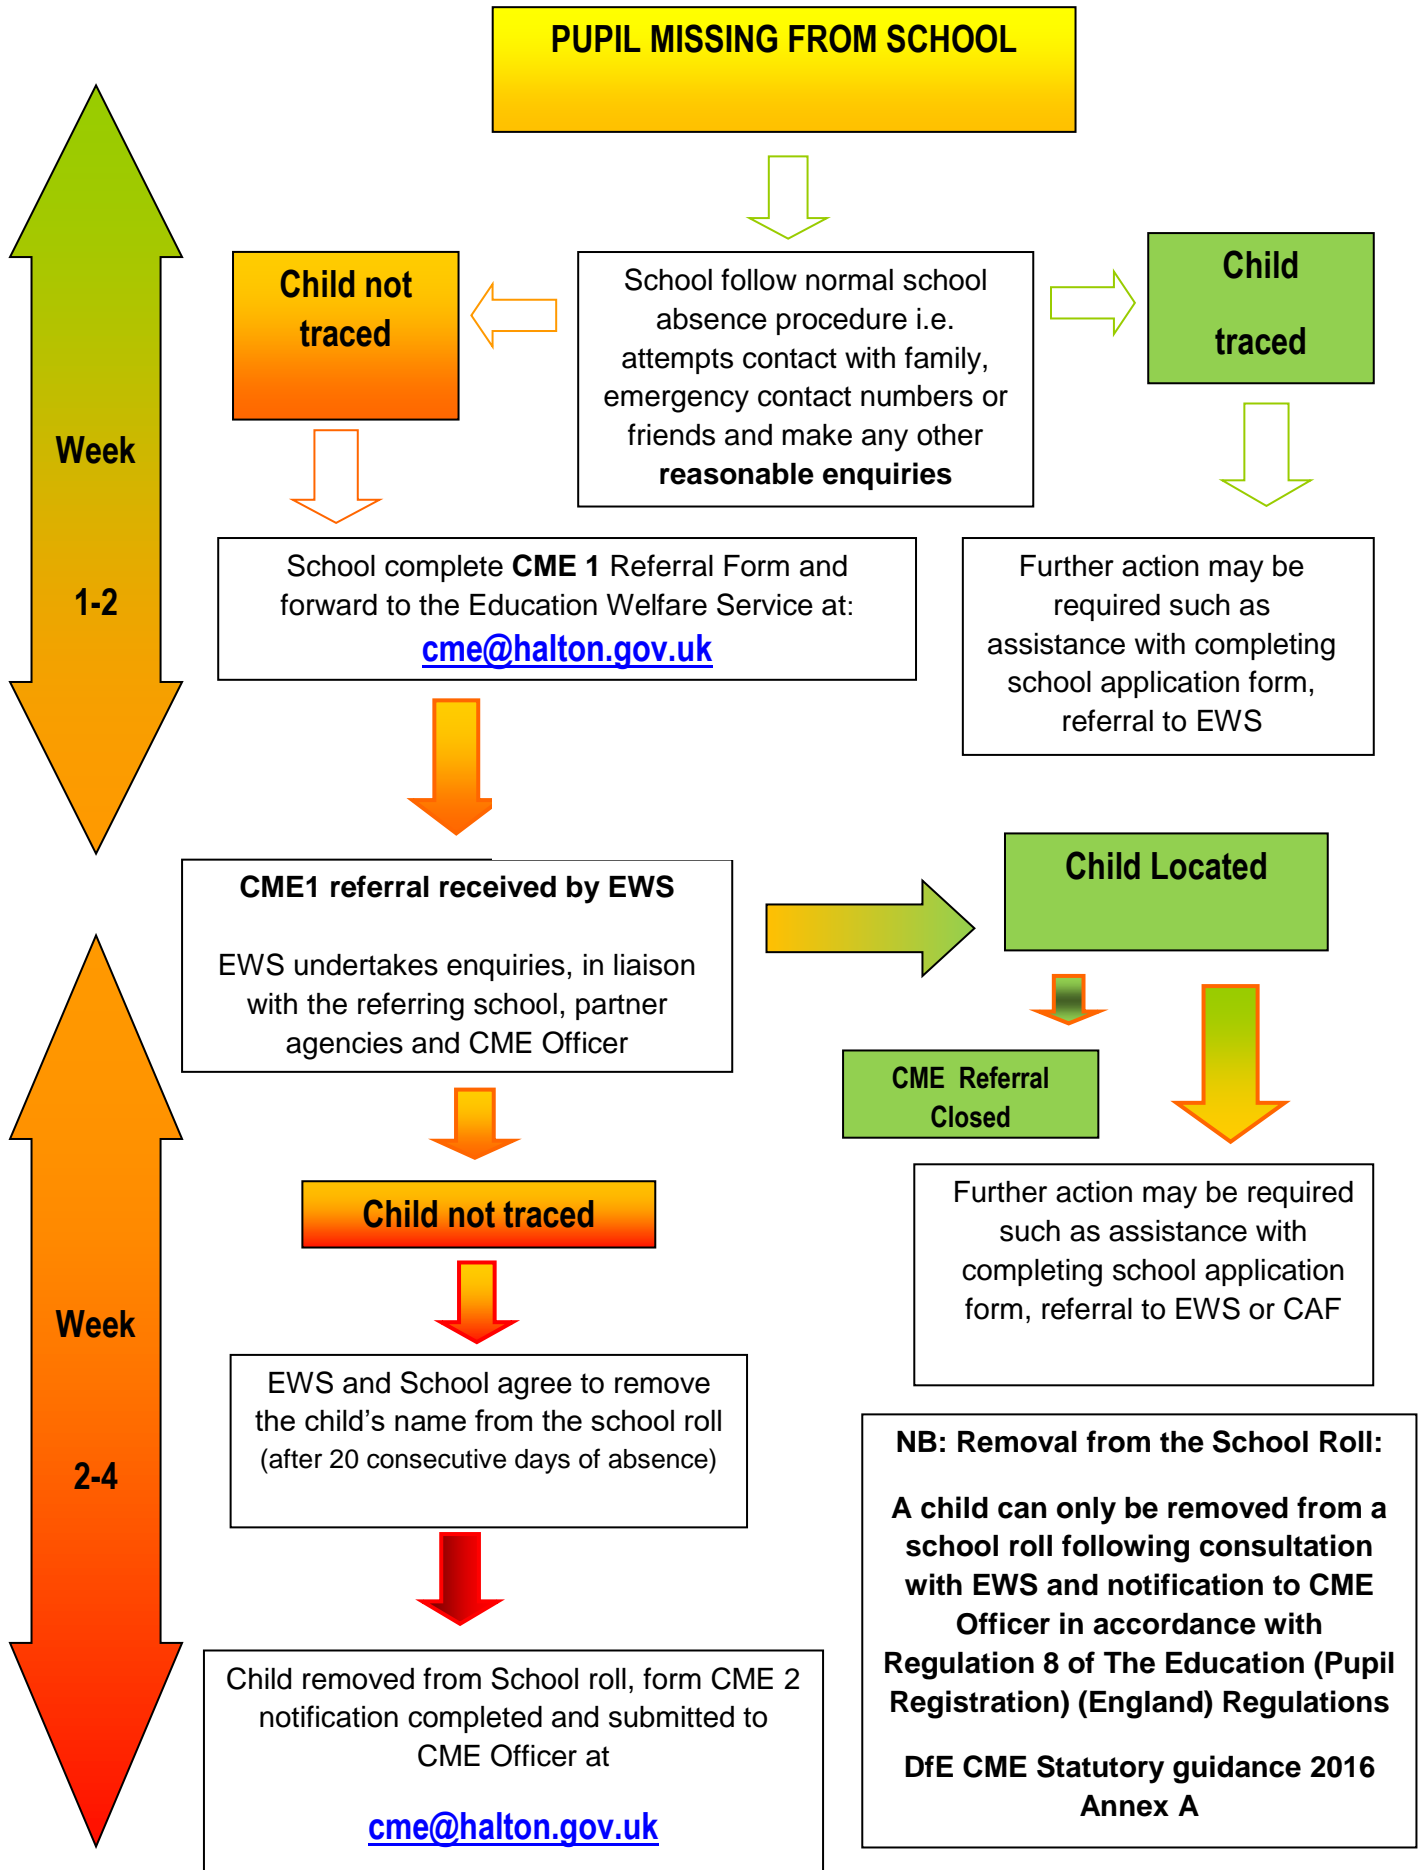 PUPIL MISSING FROM SCHOOL
Child not
traced
School follow normal school
absence procedure i.e.
attempts contact with family,
emergency contact numbers or
friends and make any other
reasonable enquiries
Child
traced
Week
1-2
School complete CME 1 Referral Form and
forward to the Education Welfare Service at:
cme@halton.gov.uk
Further action may be
required such as
assistance with completing
school application form,
referral to EWS
CME1 referral received by EWS
EWS undertakes enquiries, in liaison
with the referring school, partner
agencies and CME Officer
Child Located
CME Referral
Closed
Further action may be required
such as assistance with
completing school application
form, referral to EWS or CAF
Week
2-4
Child not traced
EWS and School agree to remove
the child’s name from the school roll
(after 20 consecutive days of absence)
Child removed from School roll, form CME 2
notification completed and submitted to
CME Officer at
cme@halton.gov.uk
NB: Removal from the School Roll:
A child can only be removed from a
school roll following consultation
with EWS and notification to CME
Officer in accordance with
Regulation 8 of The Education (Pupil
Registration) (England) Regulations
DfE CME Statutory guidance 2016
Annex A